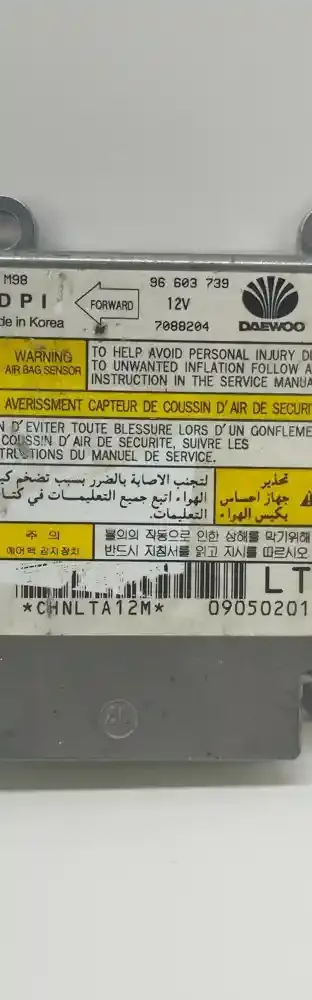 M98
96 603 739
DPI
FORWARD
12V
DAEWOO
de in Korea
7088204
WARNING
AIR BAG SENSOR
TO HELP AVOID PERSONAL INJURY D
TO UNWANTED INFLATION FOLLOW A
INSTRUCTION IN THE SERVICE MANUA
AVERISSMENT CAPTEUR DE COUSSIN D'AIR DE SECURIT
N D'EVITER TOUTE BLESSURE LORS D'UN GONFLEME
COUSSIN D'AIR DE SECURITE, SUIVRE LES
TRUCTIONS DU MANUEL DE SERVICE.
تحذير
جهاز احساس
بكيس الهواء
لتجنب الاصابة بالضرر بسبب تضخم كي
الهواء اتبع جميع التعليمات في كتا
التعليمات.
주 의
에어백 감지장치
불의의 작동으로 인한 상해를 막기위해
반드시 지침서를 읽고 지시를 따르시오
LT
*CHNLTA12M*
09050201